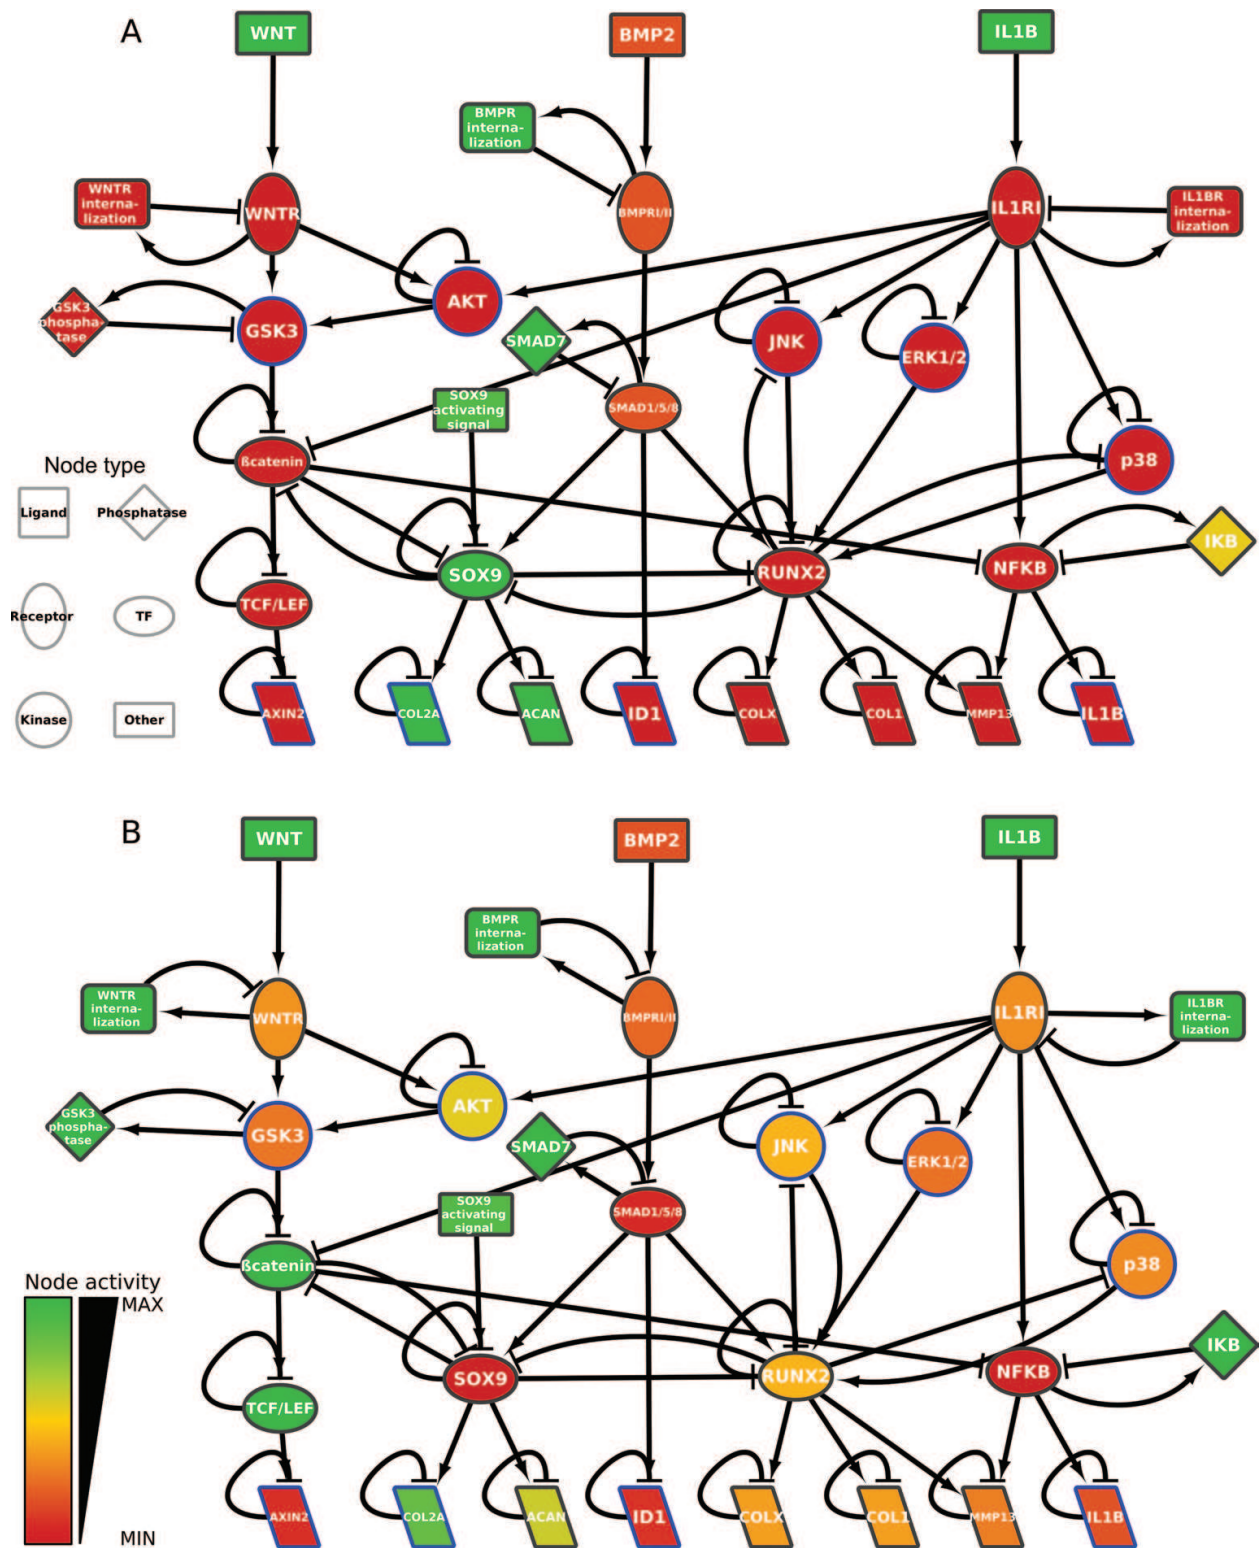 A
WNT
BMP2
IL1B
BMPR
interna-
lization
WNTR
interna-
lization
WNTR
BMPRI/II
IL1RI
IL1BR
interna-
lization
GSK3
phospha-
tase
GSK3
AKT
SMAD7
JNK
ERK1/2
SOX9
activating
signal
SMAD1/5/8
ßcatenin
p38
Node type
Ligand
Phosphatase
IKB
SOX9
RUNX2
NFKB
TCF/LEF
Receptor
TF
Kinase
Other
AXIN2
COL2A
ACAN
ID1
COLX
COL1
MMP13
IL1B
B
WNT
BMP2
IL1B
BMPR
interna-
lization
WNTR
interna-
lization
WNTR
BMPRI/II
IL1RI
IL1BR
interna-
lization
GSK3
phospha-
tase
GSK3
AKT
SMAD7
JNK
ERK1/2
SOX9
activating
signal
SMAD1/5/8
ßcatenin
p38
Node activity
MAX
IKB
SOX9
RUNX2
NFKB
TCF/LEF
AXIN2
COL2A
ACAN
ID1
COLX
COL1
MMP13
IL1B
MIN